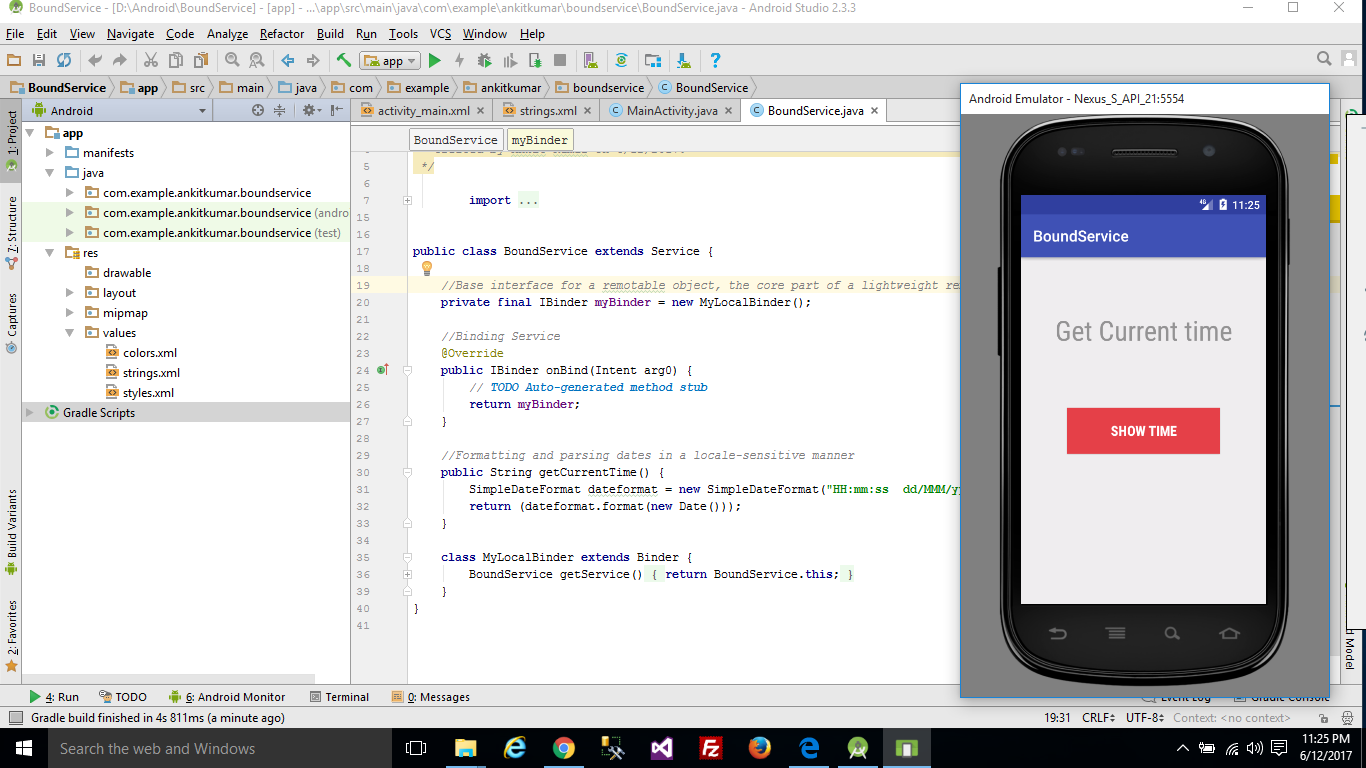 BoundService - [D:\Android\BoundService] - [app] - ...\app\src\main\java\com\example\ankitkumar\boundservice\BoundService.java - Android Studio 2.3.3
File Edit View Navigate Code Analyze Refactor Build Run Tools VCS Window Help
app
BoundService app src main java com example ankitkumar boundservice BoundService
Android
activity_main.xml strings.xml MainActivity.java BoundService.java
1: Project
7: Structure
Captures
Build Variants
2: Favorites
app
manifests
java
com.example.ankitkumar.boundservice
com.example.ankitkumar.boundservice (andro
com.example.ankitkumar.boundservice (test)
res
drawable
layout
mipmap
values
colors.xml
strings.xml
styles.xml
Gradle Scripts
BoundService myBinder
5 */
6
7 import ...
15
16
17 public class BoundService extends Service {
18
19 //Base interface for a remotable object, the core part of a lightweight re
20 private final IBinder myBinder = new MyLocalBinder();
21
22 //Binding Service
23 @Override
24 public IBinder onBind(Intent arg0) {
25 // TODO Auto-generated method stub
26 return myBinder;
27 }
28
29 //Formatting and parsing dates in a locale-sensitive manner
30 public String getCurrentTime() {
31 SimpleDateFormat dateformat = new SimpleDateFormat("HH:mm:ss  dd/MMM/yy
32 return (dateformat.format(new Date()));
33 }
34
35 class MyLocalBinder extends Binder {
36 BoundService getService() { return BoundService.this; }
39 }
40 }
41
Android Emulator - Nexus_S_API_21:5554
4G 11:25
BoundService
Get Current time
SHOW TIME
Model
4: Run TODO 6: Android Monitor Terminal 0: Messages Event Log Gradle Console
Gradle build finished in 4s 811ms (a minute ago) 19:31 CRLF UTF-8 Context: <no context>
Search the web and Windows
11:25 PM
6/12/2017